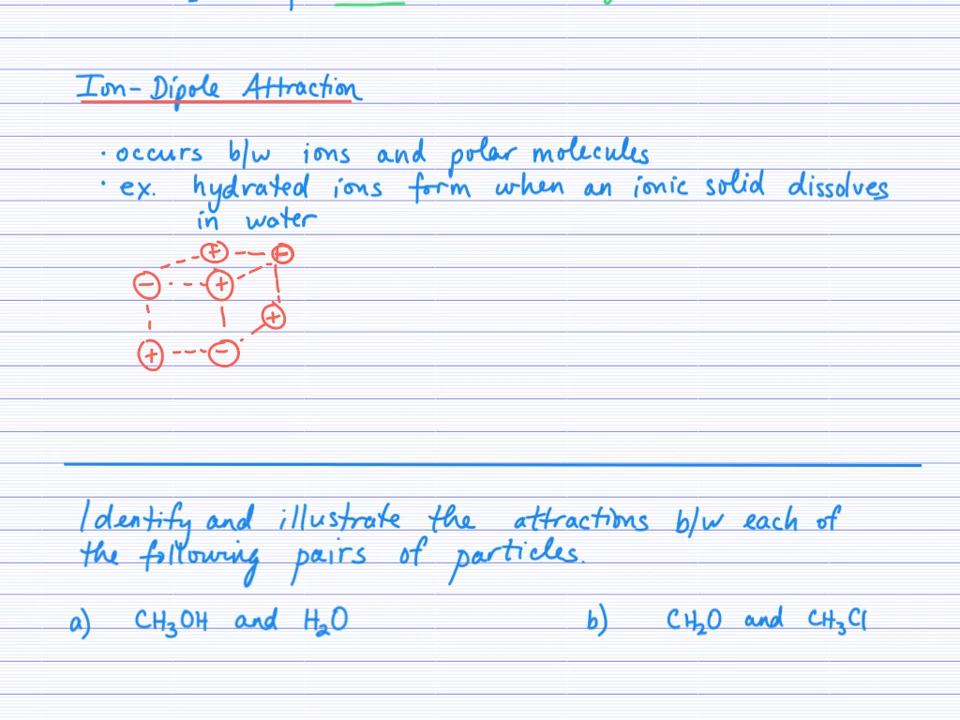 Ion-Dipole Attraction
· occurs b/w ions and polar molecules
· ex. hydrated ions form when an ionic solid dissolves
in water
+ -
- +
+
+ -
Identify and illustrate the attractions b/w each of
the following pairs of particles.
a) CH₃OH and H₂O b) CH₂O and CH₃Cl